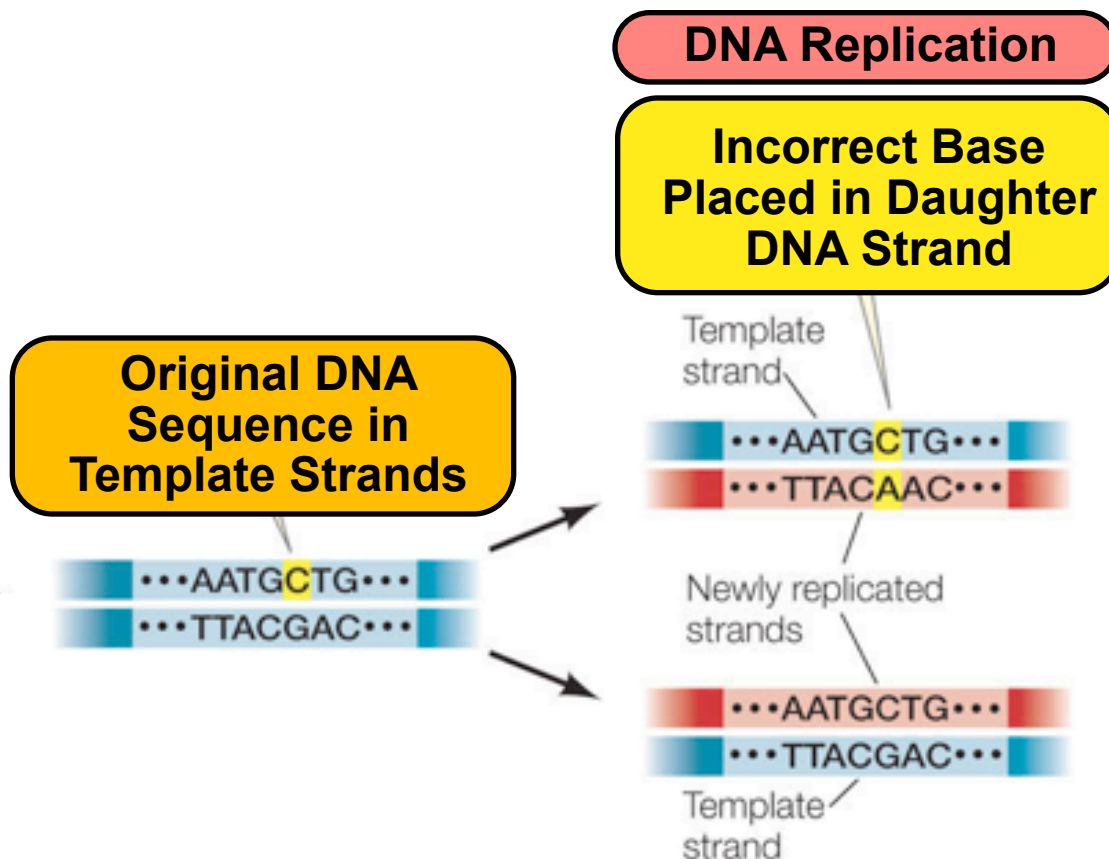 DNA Replication
Incorrect Base
Placed in Daughter
DNA Strand
Original DNA
Sequence in
Template Strands
Template
strand
•••AATGCTG•••
•••TTACAAC•••
•••AATGCTG•••
•••TTACGAC•••
Newly replicated
strands
•••AATGCTG•••
•••TTACGAC•••
Template
strand